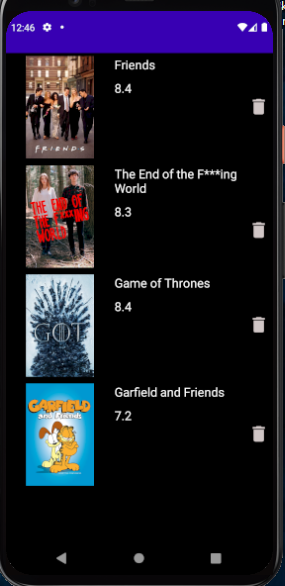 12:46
Friends
8.4
FRIENDS
The End of the F***ing
World
8.3
THE END OF
THE F***ING
WORLD
Game of Thrones
8.4
GOT
Garfield and Friends
7.2
GARFIELD
and Friends